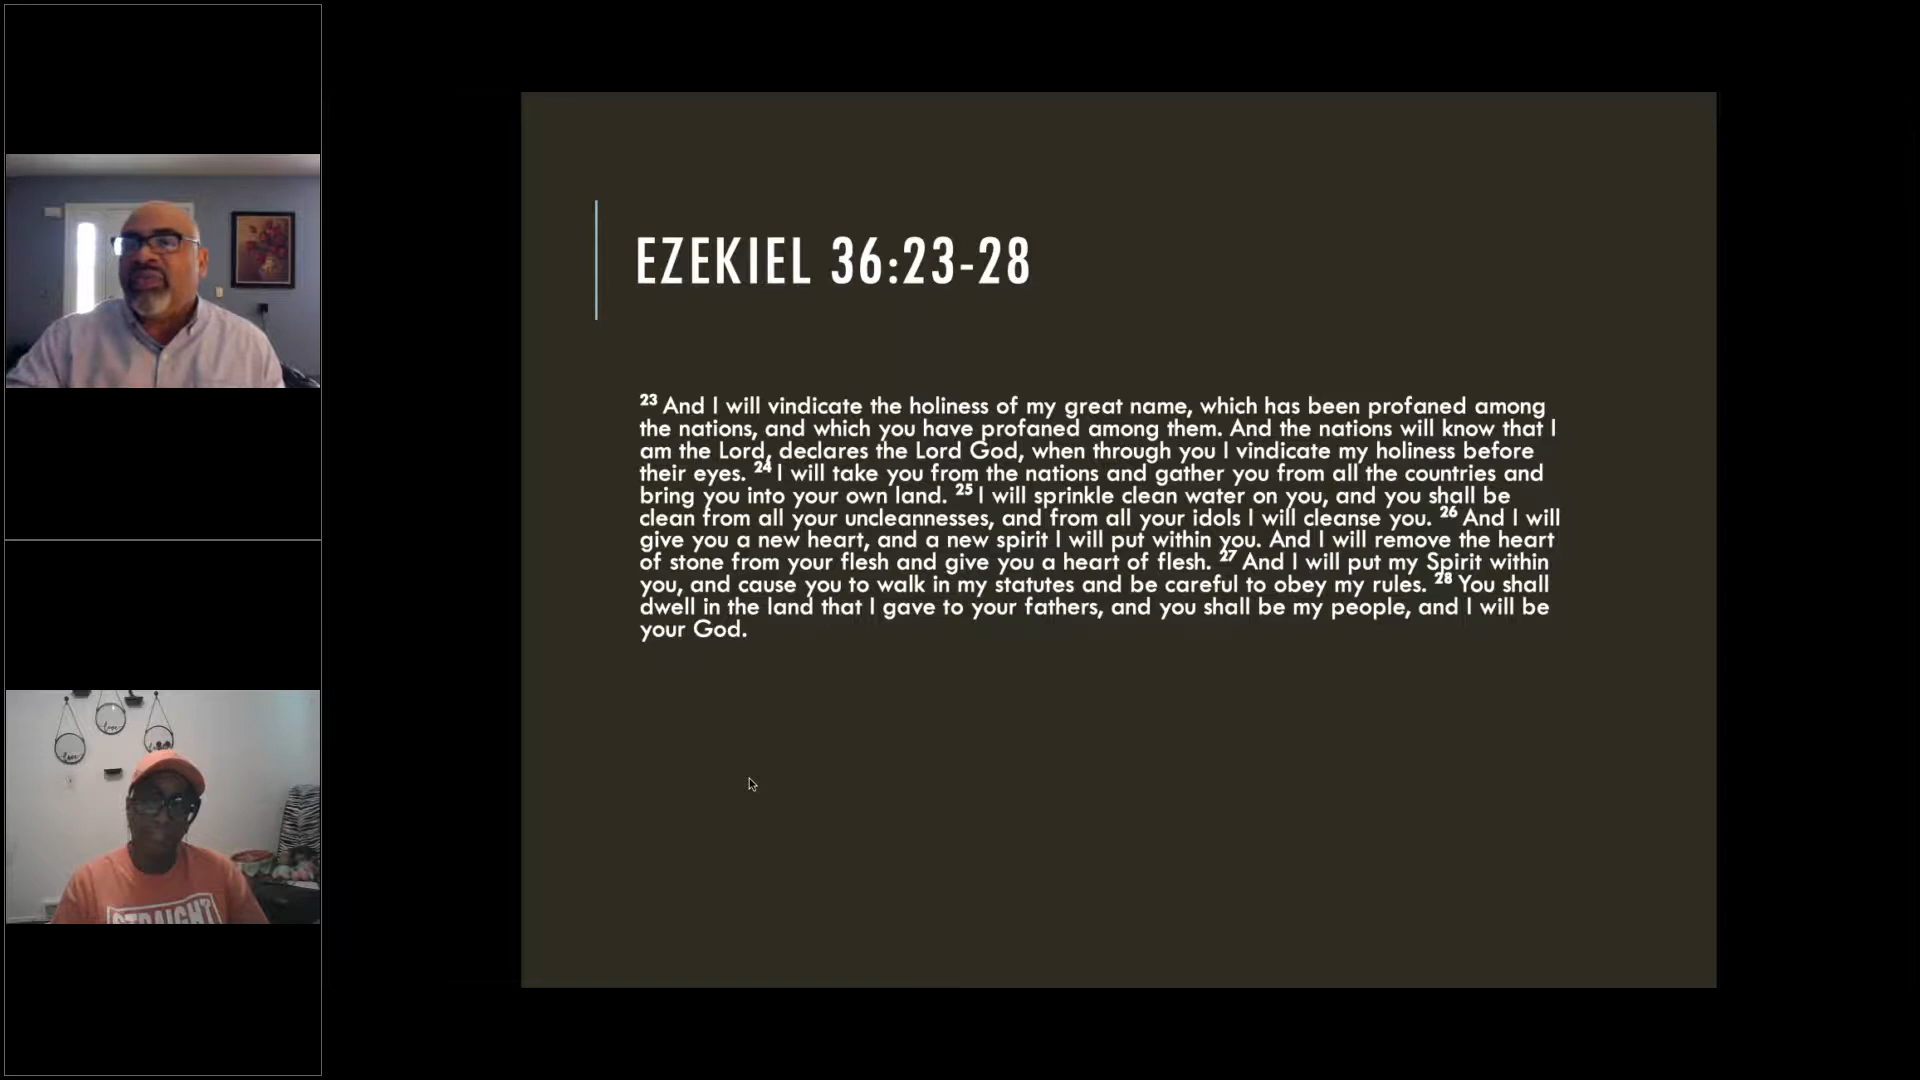 EZEKIEL 36:23-28
23 And I will vindicate the holiness of my great name, which has been profaned among
the nations, and which you have profaned among them. And the nations will know that I
am the Lord, declares the Lord God, when through you I vindicate my holiness before
their eyes. 24 I will take you from the nations and gather you from all the countries and
bring you into your own land. 25 I will sprinkle clean water on you, and you shall be
clean from all your uncleannesses, and from all your idols I will cleanse you. 26 And I will
give you a new heart, and a new spirit I will put within you. And I will remove the heart
of stone from your flesh and give you a heart of flesh. 27 And I will put my Spirit within
you, and cause you to walk in my statutes and be careful to obey my rules. 28 You shall
dwell in the land that I gave to your fathers, and you shall be my people, and I will be
your God.
love
STRAIGHT